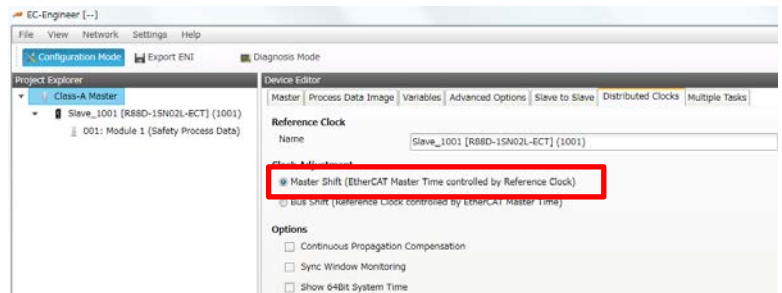 EC-Engineer [--]
File View Network Settings Help
Configuration Mode Export ENI Diagnosis Mode
Project Explorer
Class-A Master
Slave_1001 [R88D-1SN02L-ECT] (1001)
001: Module 1 (Safety Process Data)
Device Editor
Master Process Data Image Variables Advanced Options Slave to Slave Distributed Clocks Multiple Tasks
Reference Clock
Name Slave_1001 [R88D-1SN02L-ECT] (1001)
Clock Adjustment
Master Shift (EtherCAT Master Time controlled by Reference Clock)
Bus Shift (Reference Clock controlled by EtherCAT Master Time)
Options
Continuous Propagation Compensation
Sync Window Monitoring
Show 64Bit System Time